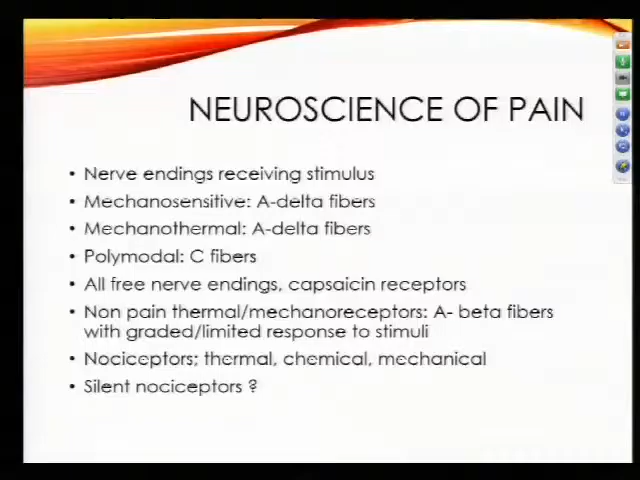 NEUROSCIENCE OF PAIN
• Nerve endings receiving stimulus
• Mechanosensitive: A-delta fibers
• Mechanothermal: A-delta fibers
• Polymodal: C fibers
• All free nerve endings, capsaicin receptors
• Non pain thermal/mechanoreceptors: A- beta fibers
with graded/limited response to stimuli
• Nociceptors; thermal, chemical, mechanical
• Silent nociceptors ?